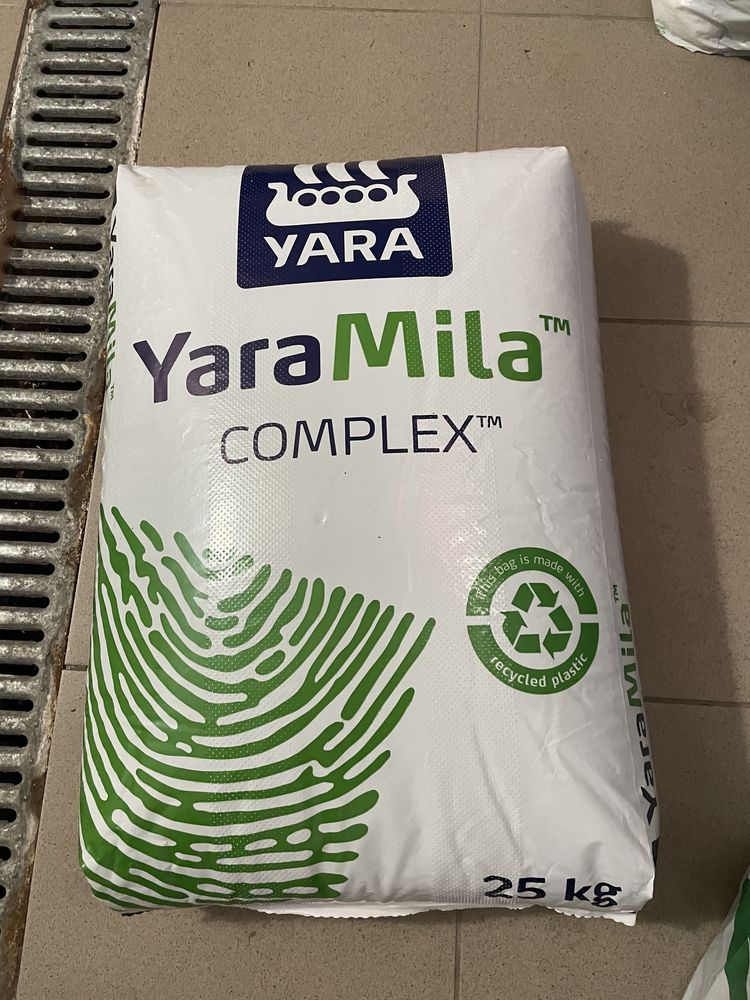 YARA
YaraMila™
COMPLEX™
This bag is made with
recycled plastic
25 kg
YaraMila™